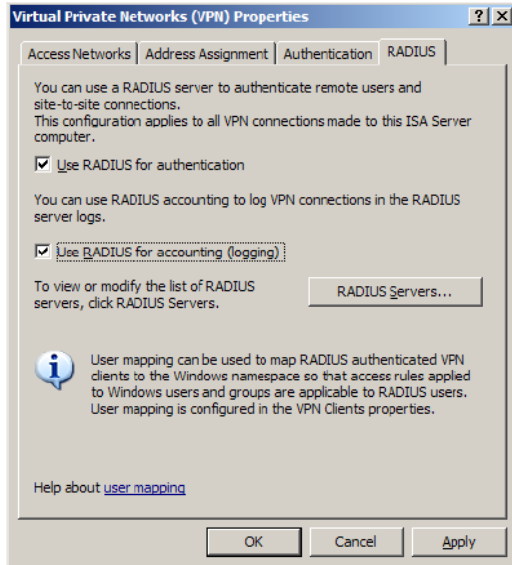 Virtual Private Networks (VPN) Properties
Access Networks Address Assignment Authentication RADIUS
You can use a RADIUS server to authenticate remote users and
site-to-site connections.
This configuration applies to all VPN connections made to this ISA Server
computer.
Use RADIUS for authentication
You can use RADIUS accounting to log VPN connections in the RADIUS
server logs.
Use RADIUS for accounting (logging)
To view or modify the list of RADIUS
servers, click RADIUS Servers.
RADIUS Servers...
User mapping can be used to map RADIUS authenticated VPN
clients to the Windows namespace so that access rules applied
to Windows users and groups are applicable to RADIUS users.
User mapping is configured in the VPN Clients properties.
Help about user mapping
OK Cancel Apply